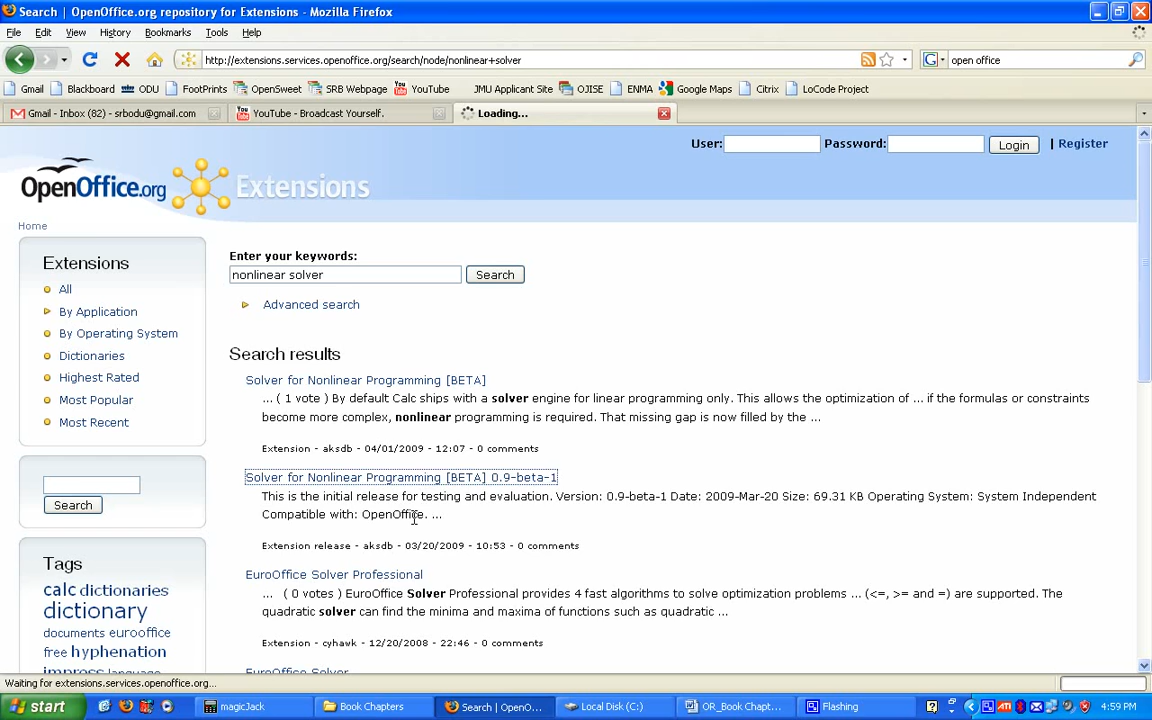 Search | OpenOffice.org repository for Extensions - Mozilla Firefox
File Edit View History Bookmarks Tools Help
http://extensions.services.openoffice.org/search/node/nonlinear+solver
open office
Gmail Blackboard ODU FootPrints OpenSweet SRB Webpage YouTube JMU Applicant Site OJISE ENMA Google Maps Citrix LoCode Project
Gmail - Inbox (82) - srbodu@gmail.com
YouTube - Broadcast Yourself.
Loading...
User: Password: Login | Register
OpenOffice.org Extensions
Home
Extensions
All
By Application
By Operating System
Dictionaries
Highest Rated
Most Popular
Most Recent
Search
Tags
calc dictionaries
dictionary
documents eurooffice
free hyphenation
impress language
Enter your keywords:
nonlinear solver Search
Advanced search
Search results
Solver for Nonlinear Programming [BETA]
... ( 1 vote ) By default Calc ships with a solver engine for linear programming only. This allows the optimization of ... if the formulas or constraints
become more complex, nonlinear programming is required. That missing gap is now filled by the ...
Extension - aksdb - 04/01/2009 - 12:07 - 0 comments
Solver for Nonlinear Programming [BETA] 0.9-beta-1
This is the initial release for testing and evaluation. Version: 0.9-beta-1 Date: 2009-Mar-20 Size: 69.31 KB Operating System: System Independent
Compatible with: OpenOffice. ...
Extension release - aksdb - 03/20/2009 - 10:53 - 0 comments
EuroOffice Solver Professional
... ( 0 votes ) EuroOffice Solver Professional provides 4 fast algorithms to solve optimization problems ... (<=, >= and =) are supported. The
quadratic solver can find the minima and maxima of functions such as quadratic ...
Extension - cyhawk - 12/20/2008 - 22:46 - 0 comments
EuroOffice Solver
Waiting for extensions.services.openoffice.org...
start magicJack Book Chapters Search | OpenO... Local Disk (C:) OR_Book Chapt... Flashing 4:59 PM